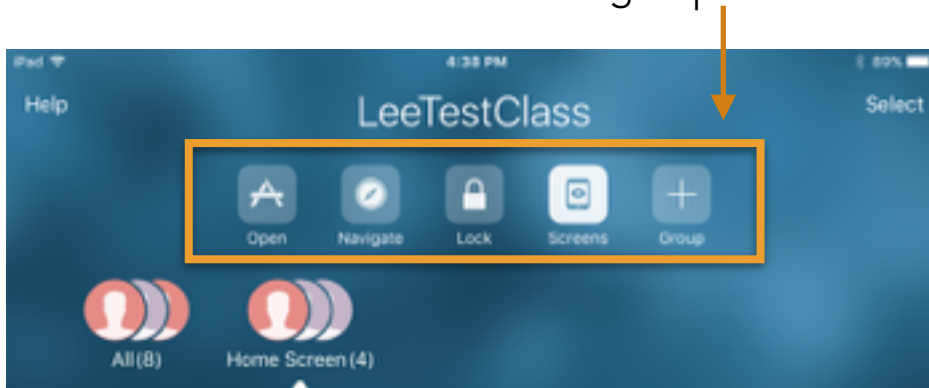 iPad 4:38 PM 89%
Help LeeTestClass Select
Open Navigate Lock Screens Group
All (8) Home Screen (4)